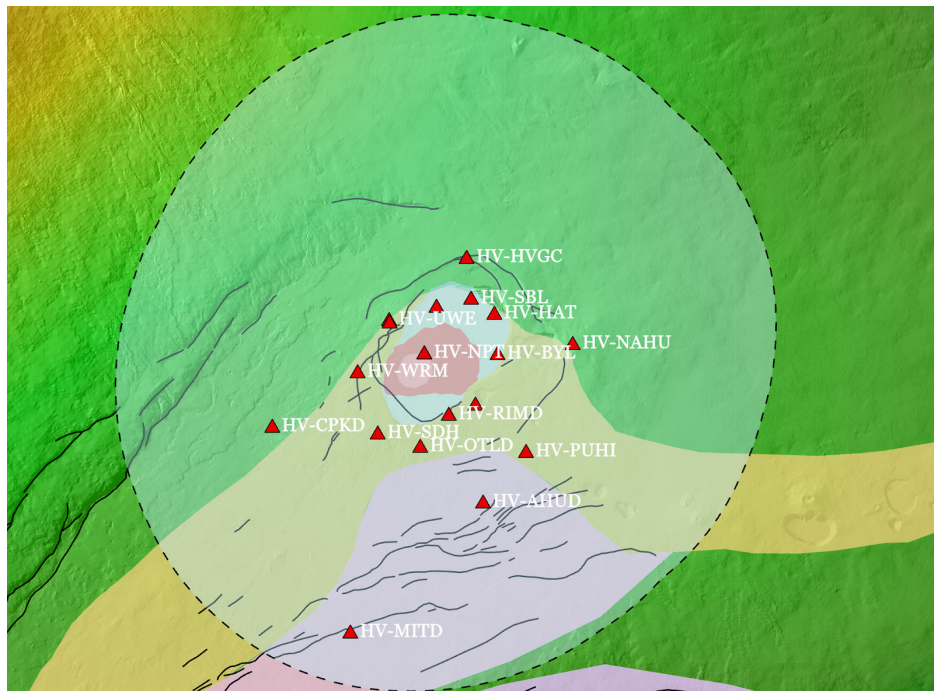 HV-HVGC
HV-SBL
HV-HAT
HV-UWE
HV-NAHU
HV-NPT
HV-BYL
HV-WRM
HV-RIMD
HV-CPKD
HV-SDH
HV-OTLD
HV-PUHI
HV-AHUD
HV-MITD